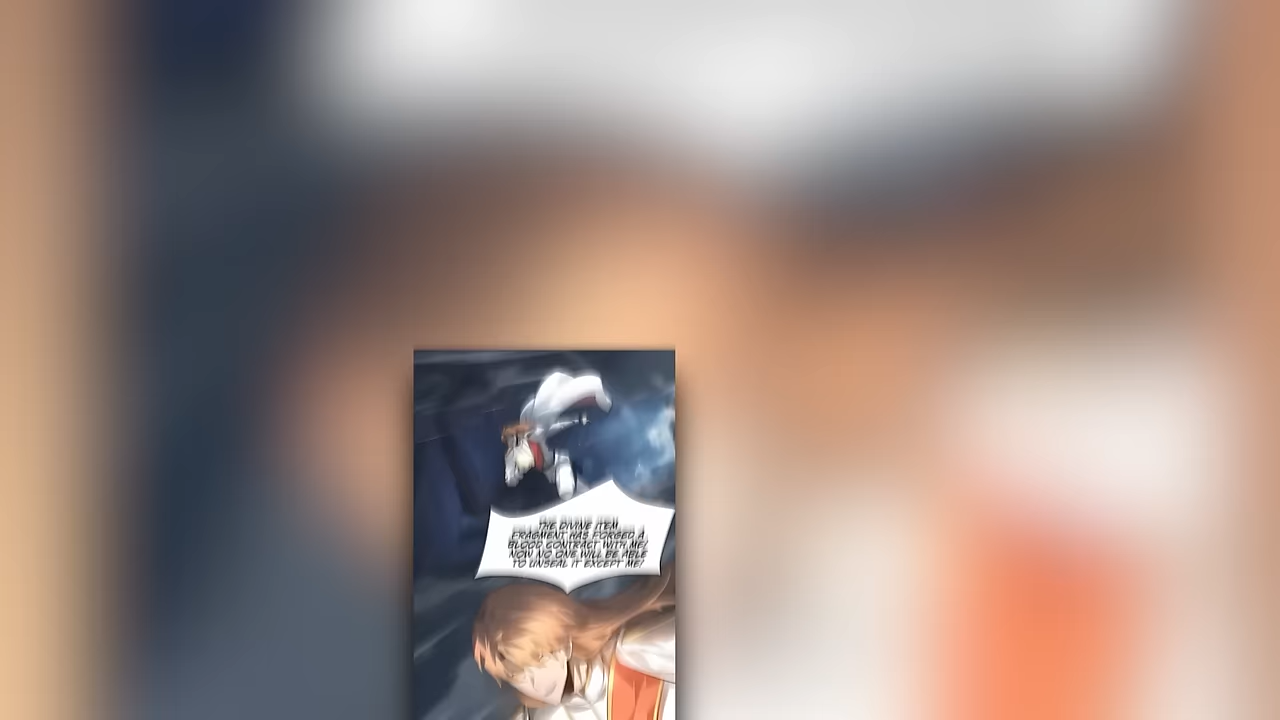 THE DIVINE ITEM
FRAGMENT HAS FORGED A
BLOOD CONTRACT WITH ME!
NOW NO ONE WILL BE ABLE
TO UNSEAL IT EXCEPT ME!